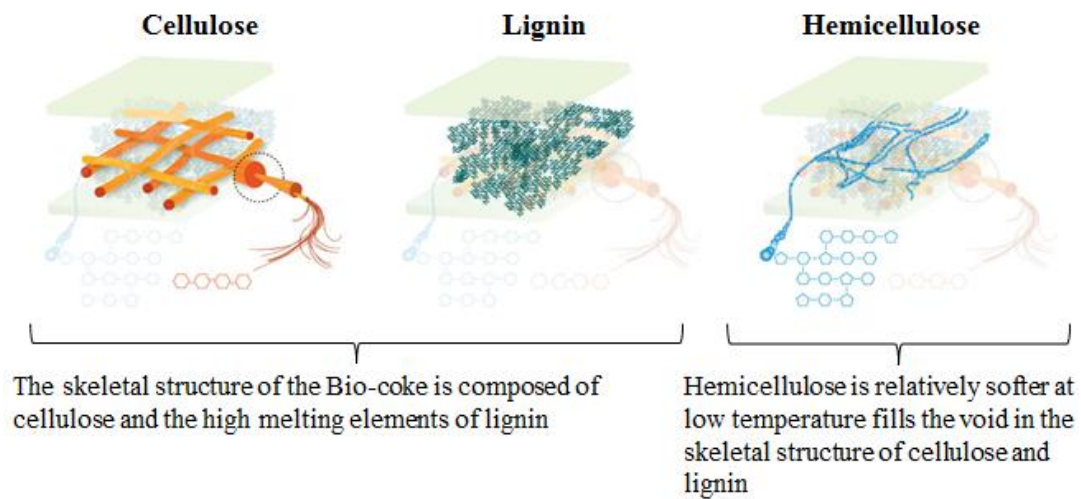 Cellulose
Lignin
Hemicellulose
The skeletal structure of the Bio-coke is composed of
cellulose and the high melting elements of lignin
Hemicellulose is relatively softer at
low temperature fills the void in the
skeletal structure of cellulose and
lignin